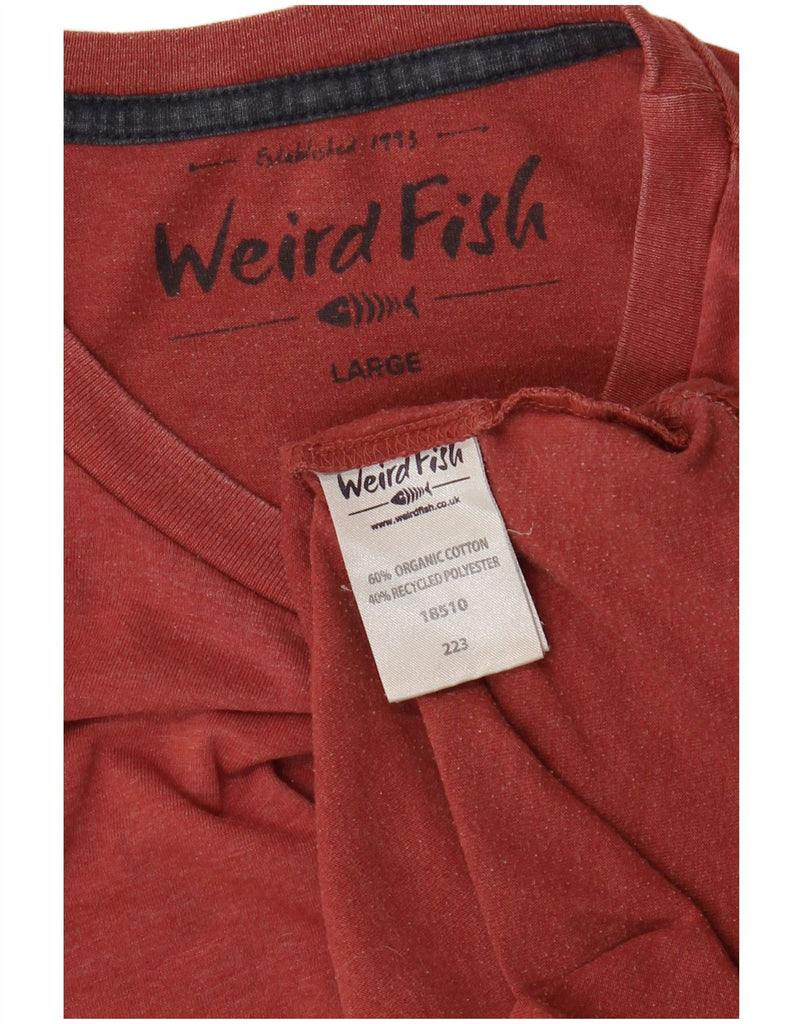 Established 1993
Weird Fish
LARGE
Weird Fish
www.weirdfish.co.uk
60% ORGANIC COTTON
40% RECYCLED POLYESTER
18510
223